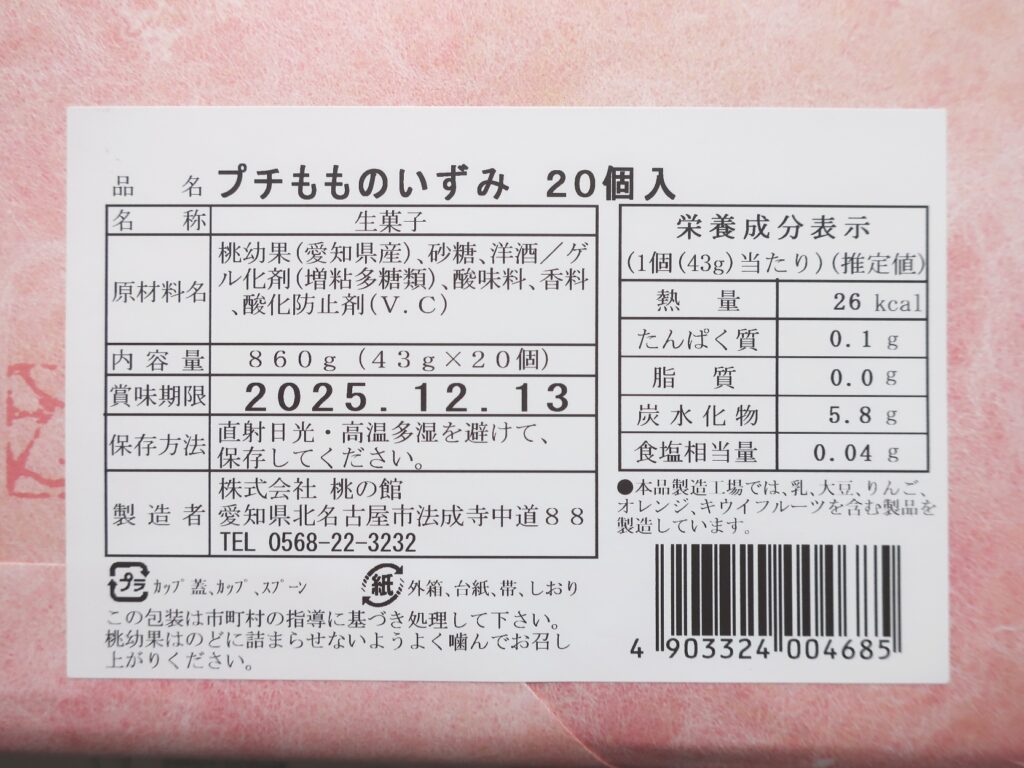 品名 プチもものいずみ 20個入
名称 生菓子
原材料名 桃幼果(愛知県産)、砂糖、洋酒／ゲ
ル化剤(増粘多糖類)、酸味料、香料
、酸化防止剤(V.C)
内容量 860g (43g×20個)
賞味期限 2025.12.13
保存方法 直射日光・高温多湿を避けて、
保存してください。
製造者 株式会社 桃の館
愛知県北名古屋市法成寺中道88
TEL 0568-22-3232
プラ カップ蓋、カップ、スプーン
紙 外箱、台紙、帯、しおり
この包装は市町村の指導に基づき処理して下さい。
桃幼果はのどに詰まらせないようよく噛んでお召し
上がりください。
栄養成分表示
(1個(43g)当たり)(推定値)
熱量 26 kcal
たんぱく質 0.1 g
脂質 0.0 g
炭水化物 5.8 g
食塩相当量 0.04 g
●本品製造工場では、乳、大豆、りんご、
オレンジ、キウイフルーツを含む製品を
製造しています。
4 903324 004685